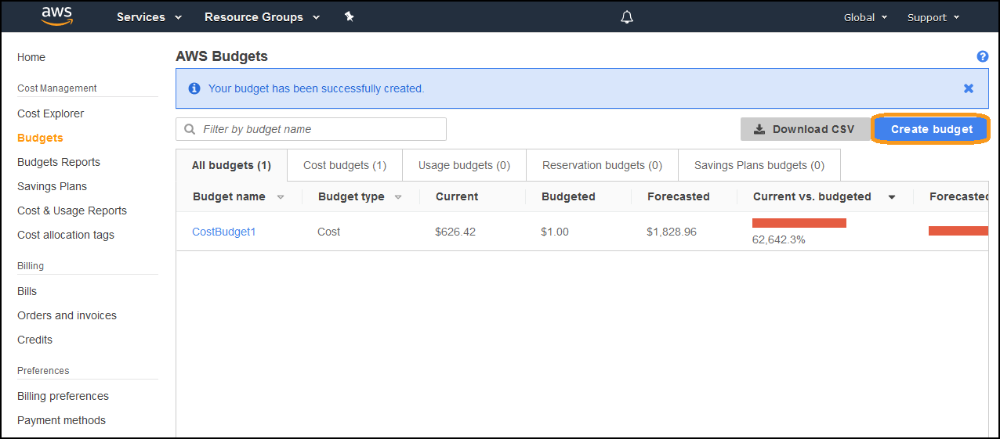 aws Services Resource Groups Global Support
Home
Cost Management
Cost Explorer
Budgets
Budgets Reports
Savings Plans
Cost & Usage Reports
Cost allocation tags
Billing
Bills
Orders and invoices
Credits
Preferences
Billing preferences
Payment methods
AWS Budgets ?
i Your budget has been successfully created.
Filter by budget name Download CSV Create budget
All budgets (1) Cost budgets (1) Usage budgets (0) Reservation budgets (0) Savings Plans budgets (0)
Budget name Budget type Current Budgeted Forecasted Current vs. budgeted Forecasted
CostBudget1 Cost $626.42 $1.00 $1,828.96
62,642.3%